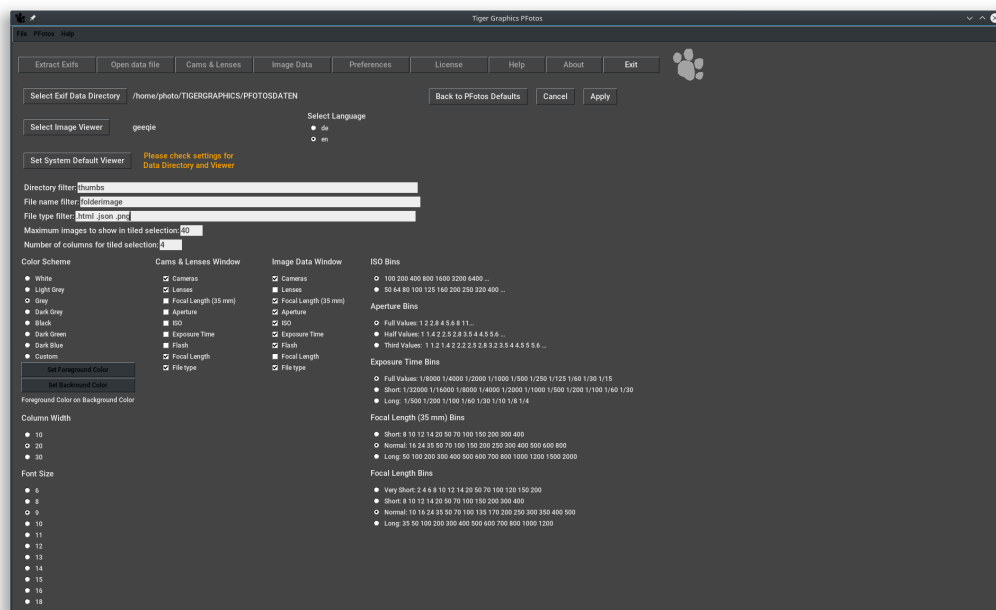 Tiger Graphics PFotos
File PFotos Help
Extract Exifs Open data file Cams & Lenses Image Data Preferences License Help About Exit
Select Exif Data Directory /home/photo/TIGERGRAPHICS/PFOTOSDATEN Back to PFotos Defaults Cancel Apply
Select Language
Select Image Viewer geeqie
de
en
Set System Default Viewer
Please check settings for
Data Directory and Viewer
Directory filter: thumbs
File name filter: folderimage
File type filter: .html .json .png
Maximum images to show in tiled selection: 40
Number of columns for tiled selection: 4
Color Scheme
White
Light Grey
Grey
Dark Grey
Black
Dark Green
Dark Blue
Custom
Set Foreground Color
Set Backround Color
Foreground Color on Background Color
Column Width
10
20
30
Font Size
6
8
9
10
11
12
13
14
15
16
18
Cams & Lenses Window
Cameras
Lenses
Focal Length (35 mm)
Aperture
ISO
Exposure Time
Flash
Focal Length
File type
Image Data Window
Cameras
Lenses
Focal Length (35 mm)
Aperture
ISO
Exposure Time
Flash
Focal Length
File type
ISO Bins
100 200 400 800 1600 3200 6400 ...
50 64 80 100 125 160 200 250 320 400 ...
Aperture Bins
Full Values: 1 2 2.8 4 5.6 8 11...
Half Values: 1 1.4 2 2.5 2.8 3.5 4 4.5 5.6 ...
Third Values: 1 1.2 1.4 2 2.2 2.5 2.8 3.2 3.5 4 4.5 5 5.6 ...
Exposure Time Bins
Full Values: 1/8000 1/4000 1/2000 1/1000 1/500 1/250 1/125 1/60 1/30 1/15
Short: 1/32000 1/16000 1/8000 1/4000 1/2000 1/1000 1/500 1/200 1/100 1/60 1/30
Long: 1/500 1/200 1/100 1/60 1/30 1/10 1/8 1/4
Focal Length (35 mm) Bins
Short: 8 10 12 14 20 50 70 100 150 200 300 400
Normal: 16 24 35 50 70 100 150 200 250 300 400 500 600 800
Long: 50 100 200 300 400 500 600 700 800 1000 1200 1500 2000
Focal Length Bins
Very Short: 2 4 6 8 10 12 14 20 50 70 100 120 150 200
Short: 8 10 12 14 20 50 70 100 150 200 300 400
Normal: 10 16 24 35 50 70 100 135 170 200 250 300 350 400 500
Long: 35 50 100 200 300 400 500 600 700 800 1000 1200